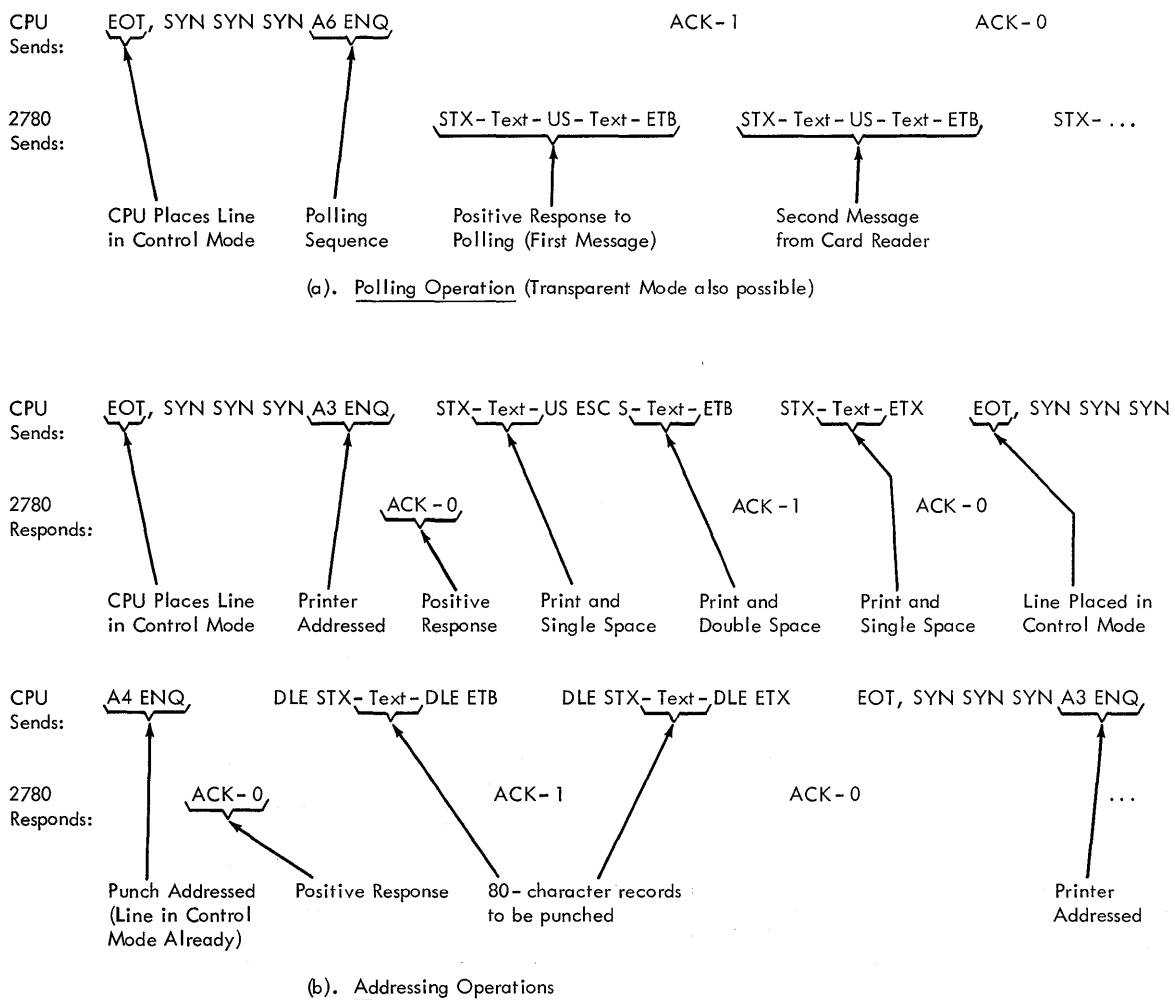 CPU Sends: EOT, SYN SYN SYN A6 ENQ ACK-1 ACK-0
2780 Sends: STX-Text-US-Text-ETB STX-Text-US-Text-ETB STX-...
CPU Places Line in Control Mode
Polling Sequence
Positive Response to Polling (First Message)
Second Message from Card Reader
(a). Polling Operation (Transparent Mode also possible)
CPU Sends: EOT, SYN SYN SYN A3 ENQ STX-Text-US ESC S-Text-ETB STX-Text-ETX EOT, SYN SYN SYN
2780 Responds: ACK-0 ACK-1 ACK-0
CPU Places Line in Control Mode
Printer Addressed
Positive Response
Print and Single Space
Print and Double Space
Print and Single Space
Line Placed in Control Mode
CPU Sends: A4 ENQ DLE STX-Text-DLE ETB DLE STX-Text-DLE ETX EOT, SYN SYN SYN A3 ENQ
2780 Responds: ACK-0 ACK-1 ACK-0 ...
Punch Addressed (Line in Control Mode Already)
Positive Response
80-character records to be punched
Printer Addressed
(b). Addressing Operations